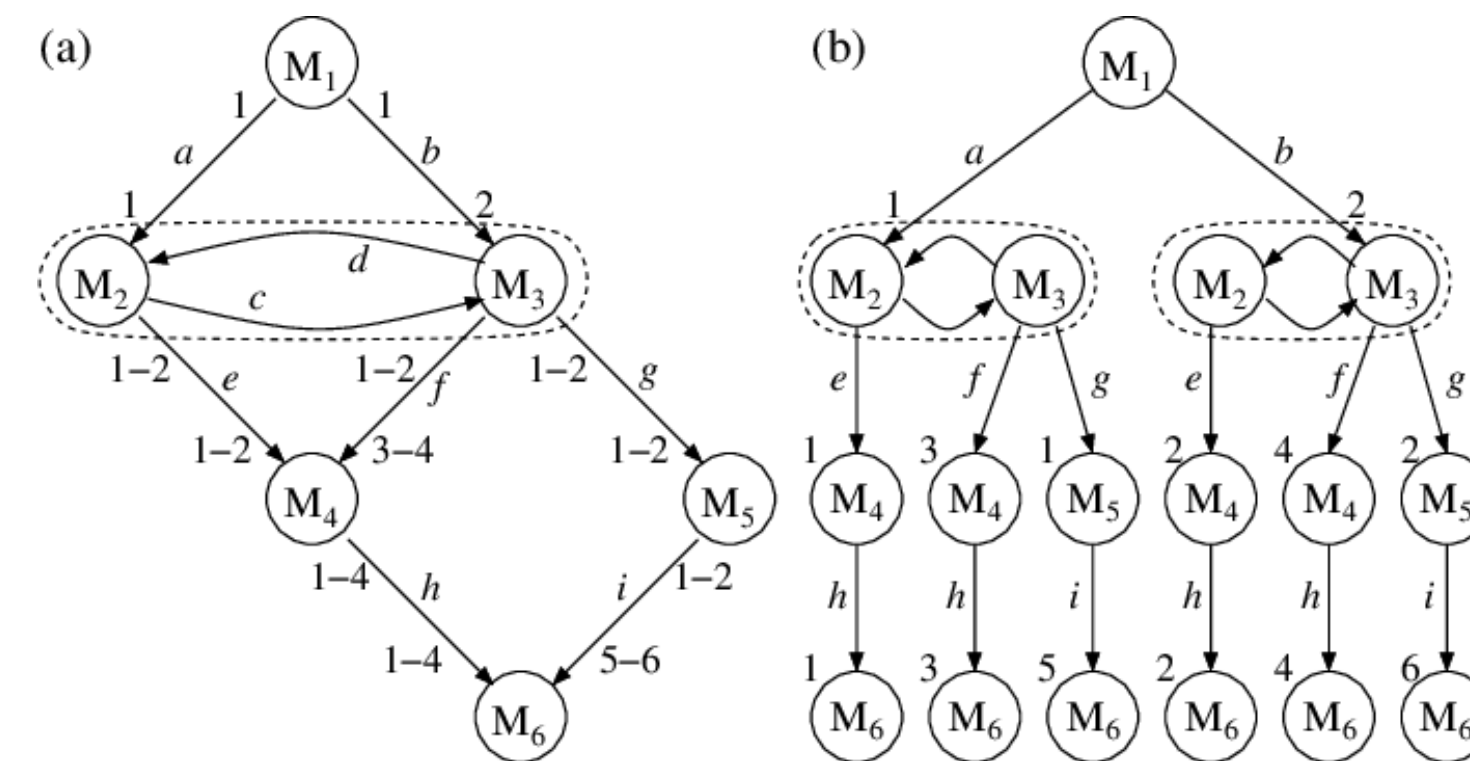 (a) M1 (b) M1
1 1
a b a b
1 2 1 2
d
M2 c M3 M2 M3 M2 M3
1–2 e 1–2 f 1–2 g e f g e f g
1–2 3–4 1–2 1 3 1 2 4 2
M4 M5 M4 M4 M5 M4 M4 M5
1–4 h i 1–2 h h i h h i
1–4 5–6 1 3 5 2 4 6
M6 M6 M6 M6 M6 M6 M6